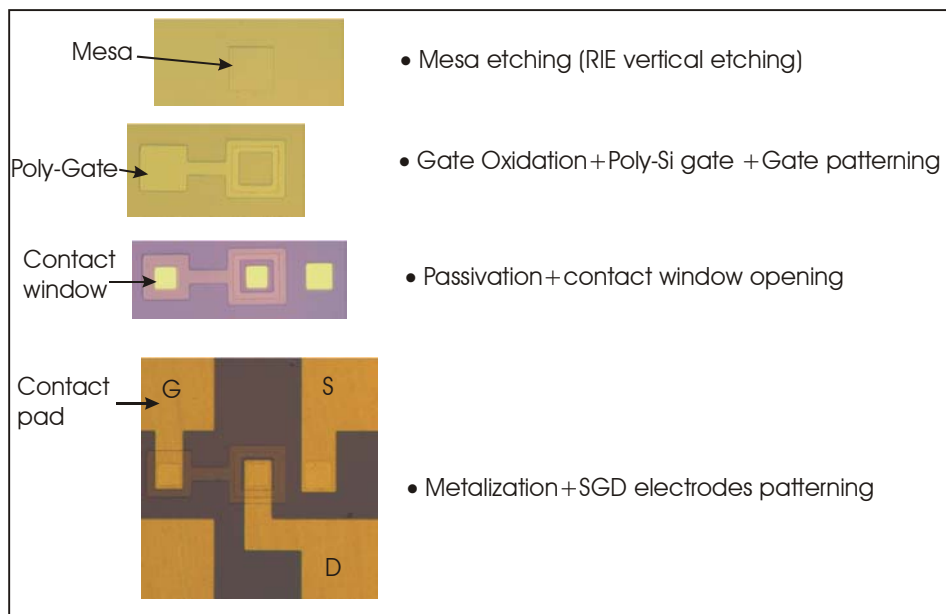 Mesa
• Mesa etching (RIE vertical etching)
Poly-Gate
• Gate Oxidation+Poly-Si gate +Gate patterning
Contact
window
• Passivation+contact window opening
Contact
pad
G
S
• Metalization+SGD electrodes patterning
D